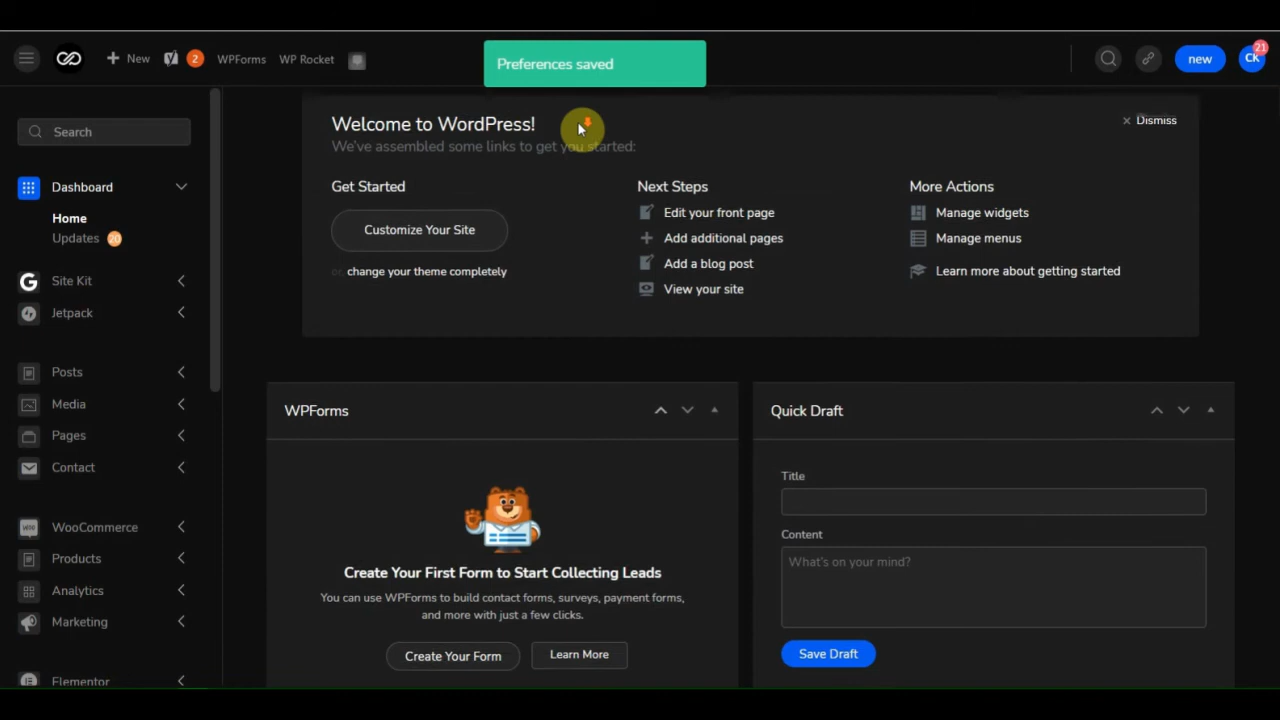 New
2
WPForms
WP Rocket
Preferences saved
new
CK
21
Search
Dashboard
Home
Updates 20
Site Kit
Jetpack
Posts
Media
Pages
Contact
WooCommerce
Products
Analytics
Marketing
Elementor
Welcome to WordPress!
We've assembled some links to get you started:
Dismiss
Get Started
Customize Your Site
or, change your theme completely
Next Steps
Edit your front page
Add additional pages
Add a blog post
View your site
More Actions
Manage widgets
Manage menus
Learn more about getting started
WPForms
Create Your First Form to Start Collecting Leads
You can use WPForms to build contact forms, surveys, payment forms,
and more with just a few clicks.
Create Your Form
Learn More
Quick Draft
Title
Content
What's on your mind?
Save Draft